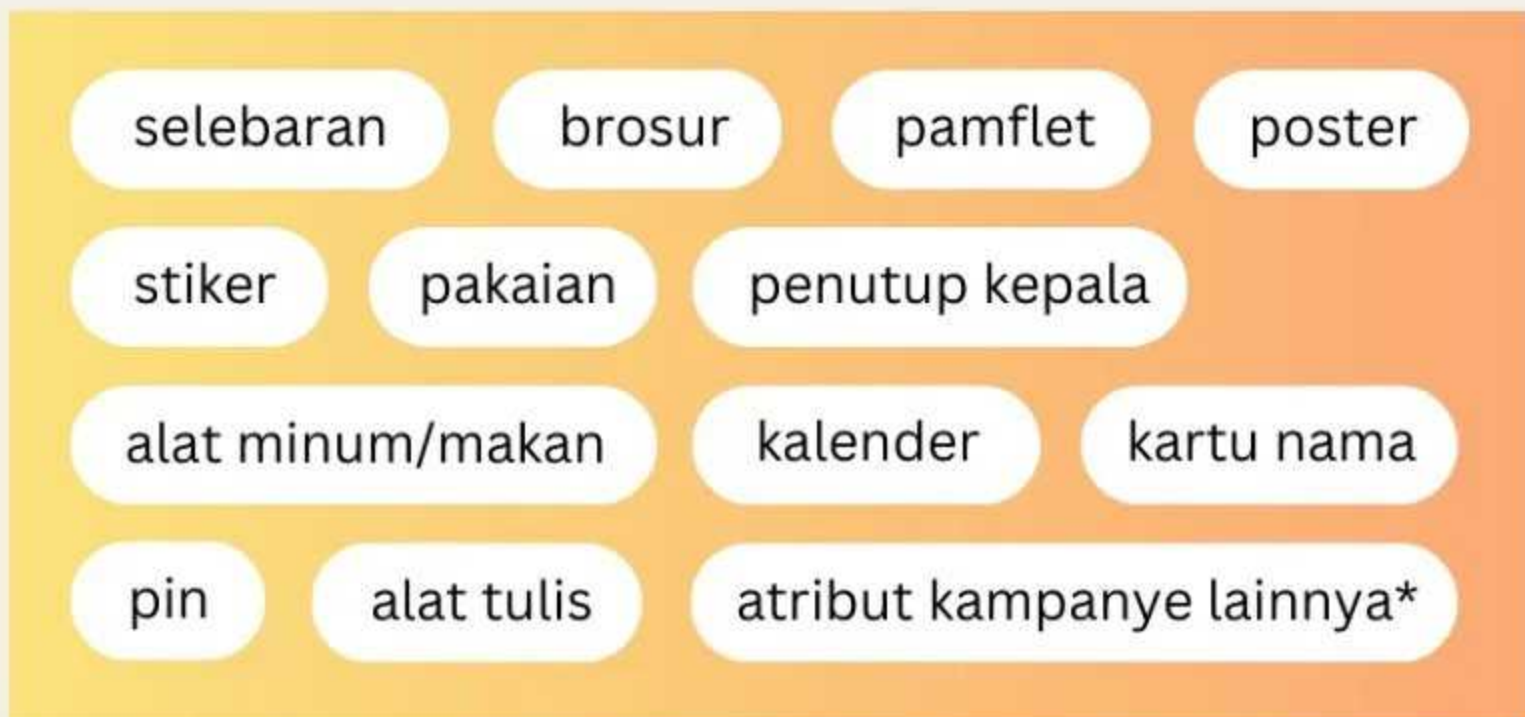 selebaran brosur pamflet poster
stiker pakaian penutup kepala
alat minum/makan kalender kartu nama
pin alat tulis atribut kampanye lainnya*